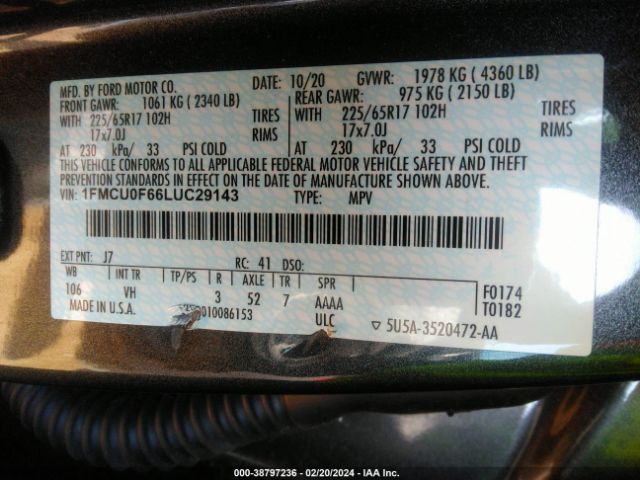 MFD. BY FORD MOTOR CO.
DATE: 10/20 GVWR: 1978 KG ( 4360 LB)
FRONT GAWR: 1061 KG ( 2340 LB) REAR GAWR: 975 KG ( 2150 LB)
WITH 225/65R17 102H TIRES WITH 225/65R17 102H TIRES
17x7.0J RIMS 17x7.0J RIMS
AT 230 kPa/ 33 PSI COLD AT 230 kPa/ 33 PSI COLD
THIS VEHICLE CONFORMS TO ALL APPLICABLE FEDERAL MOTOR VEHICLE SAFETY AND THEFT
PREVENTION STANDARDS IN EFFECT ON THE DATE OF MANUFACTURE SHOWN ABOVE.
VIN: 1FMCU0F66LUC29143 TYPE: MPV
EXT PNT: J7 RC: 41 DSO:
WB INT TR TP/PS R AXLE TR SPR
106 VH 3 52 7 AAAA
F0174
T0182
MADE IN U.S.A. 010086153 ULC 5U5A-3520472-AA
000-38797236 - 02/20/2024 - IAA Inc.